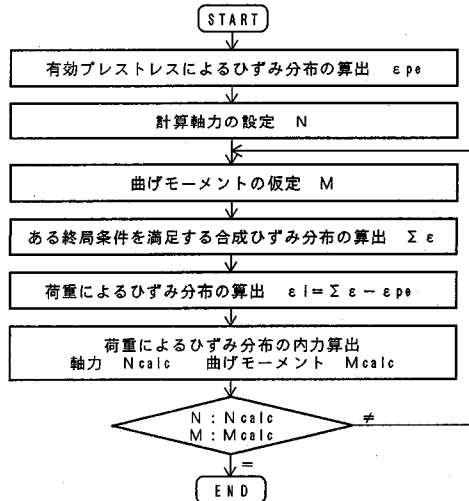 START
有効プレストレスによるひずみ分布の算出 εpe
計算軸力の設定 N
曲げモーメントの仮定 M
ある終局条件を満足する合成ひずみ分布の算出 Σε
荷重によるひずみ分布の算出 εl=Σε-εpe
荷重によるひずみ分布の内力算出
軸力 Ncalc 曲げモーメント Mcalc
N:Ncalc
≠
M:Mcalc
=
END